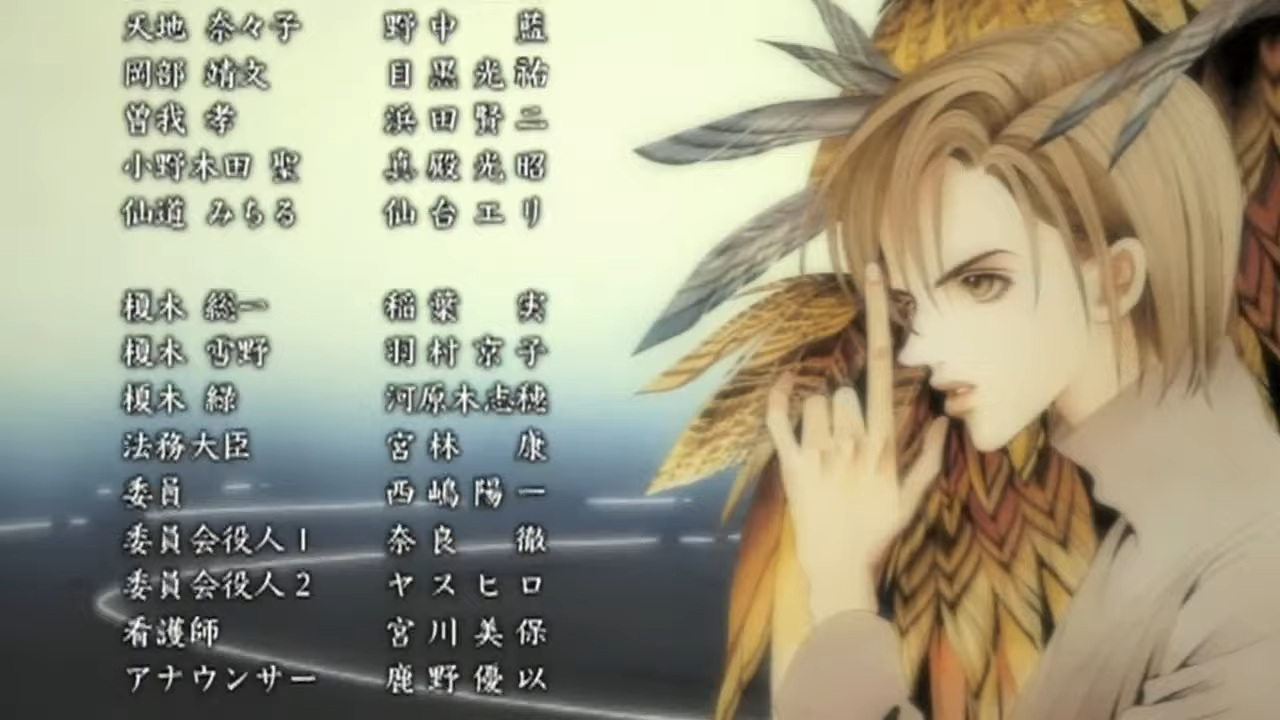 天地 奈々子 野中 藍
岡部 靖文 目黒光祐
曽我 孝 浜田賢二
小野木田 聖 真殿光昭
仙道 みちる 仙台エリ
榎木 総一 稲葉 実
榎木 雪野 羽村京子
榎木 緑 河原木志穂
法務大臣 宮林 康
委員 西嶋陽一
委員会役人1 奈良 徹
委員会役人2 ヤスヒロ
看護師 宮川美保
アナウンサー 鹿野優以